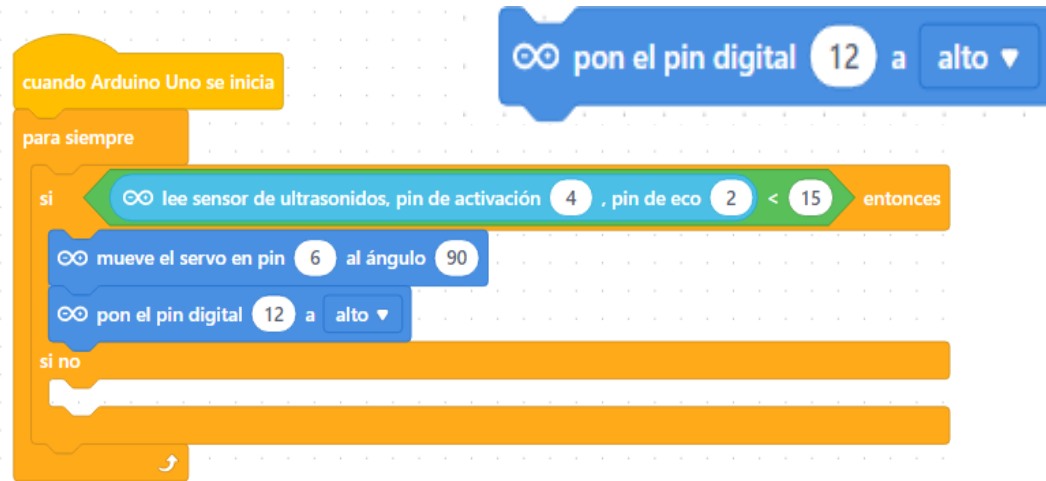 pon el pin digital 12 a alto
cuando Arduino Uno se inicia
para siempre
si lee sensor de ultrasonidos, pin de activación 4 , pin de eco 2 < 15 entonces
mueve el servo en pin 6 al ángulo 90
pon el pin digital 12 a alto
si no